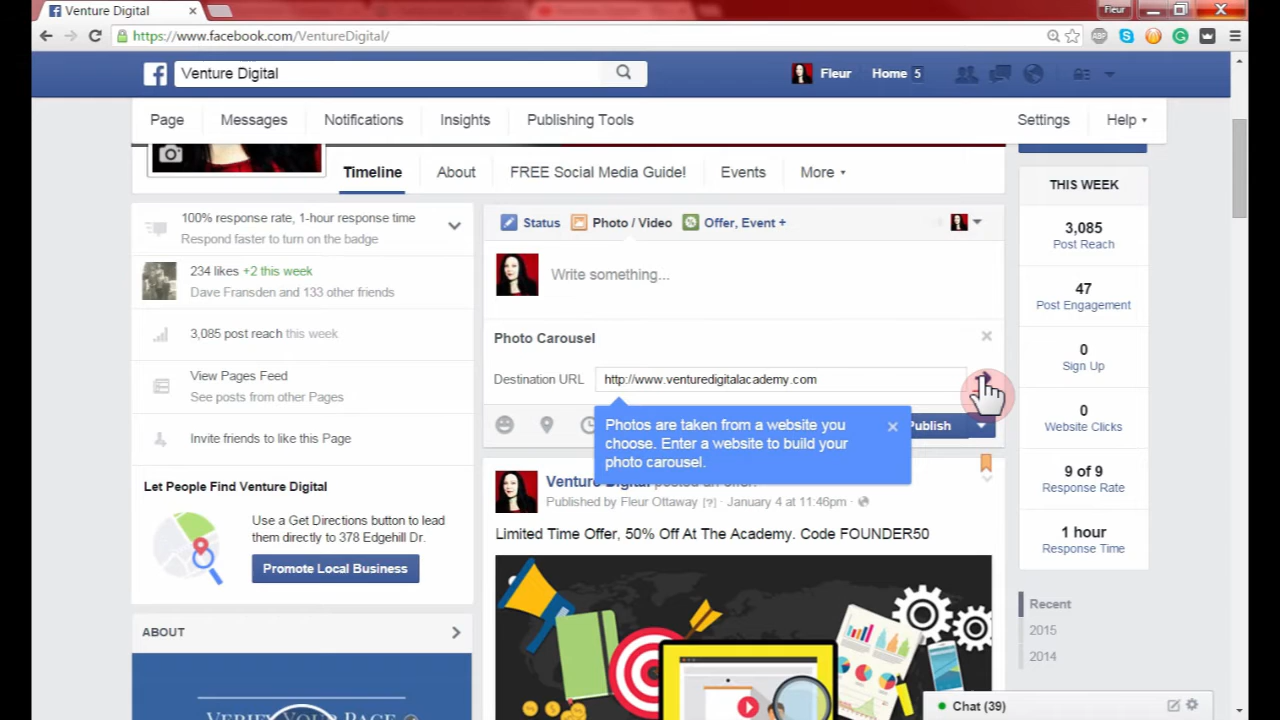 Venture Digital
Fleur
https://www.facebook.com/VentureDigital/
ABP
Venture Digital
Fleur
Home 5
Page
Messages
Notifications
Insights
Publishing Tools
Settings
Help
Timeline
About
FREE Social Media Guide!
Events
More
100% response rate, 1-hour response time
Respond faster to turn on the badge
234 likes +2 this week
Dave Fransden and 133 other friends
3,085 post reach this week
View Pages Feed
See posts from other Pages
Invite friends to like this Page
Let People Find Venture Digital
Use a Get Directions button to lead
them directly to 378 Edgehill Dr.
Promote Local Business
ABOUT
VERIFY YOUR PAGE
Status
Photo / Video
Offer, Event +
Write something...
Photo Carousel
Destination URL
http://www.venturedigitalacademy.com
Photos are taken from a website you
choose. Enter a website to build your
photo carousel.
Publish
Venture Digital posted an offer.
Published by Fleur Ottaway [?] · January 4 at 11:46pm ·
Limited Time Offer, 50% Off At The Academy. Code FOUNDER50
THIS WEEK
3,085
Post Reach
47
Post Engagement
0
Sign Up
0
Website Clicks
9 of 9
Response Rate
1 hour
Response Time
Recent
2015
2014
Chat (39)